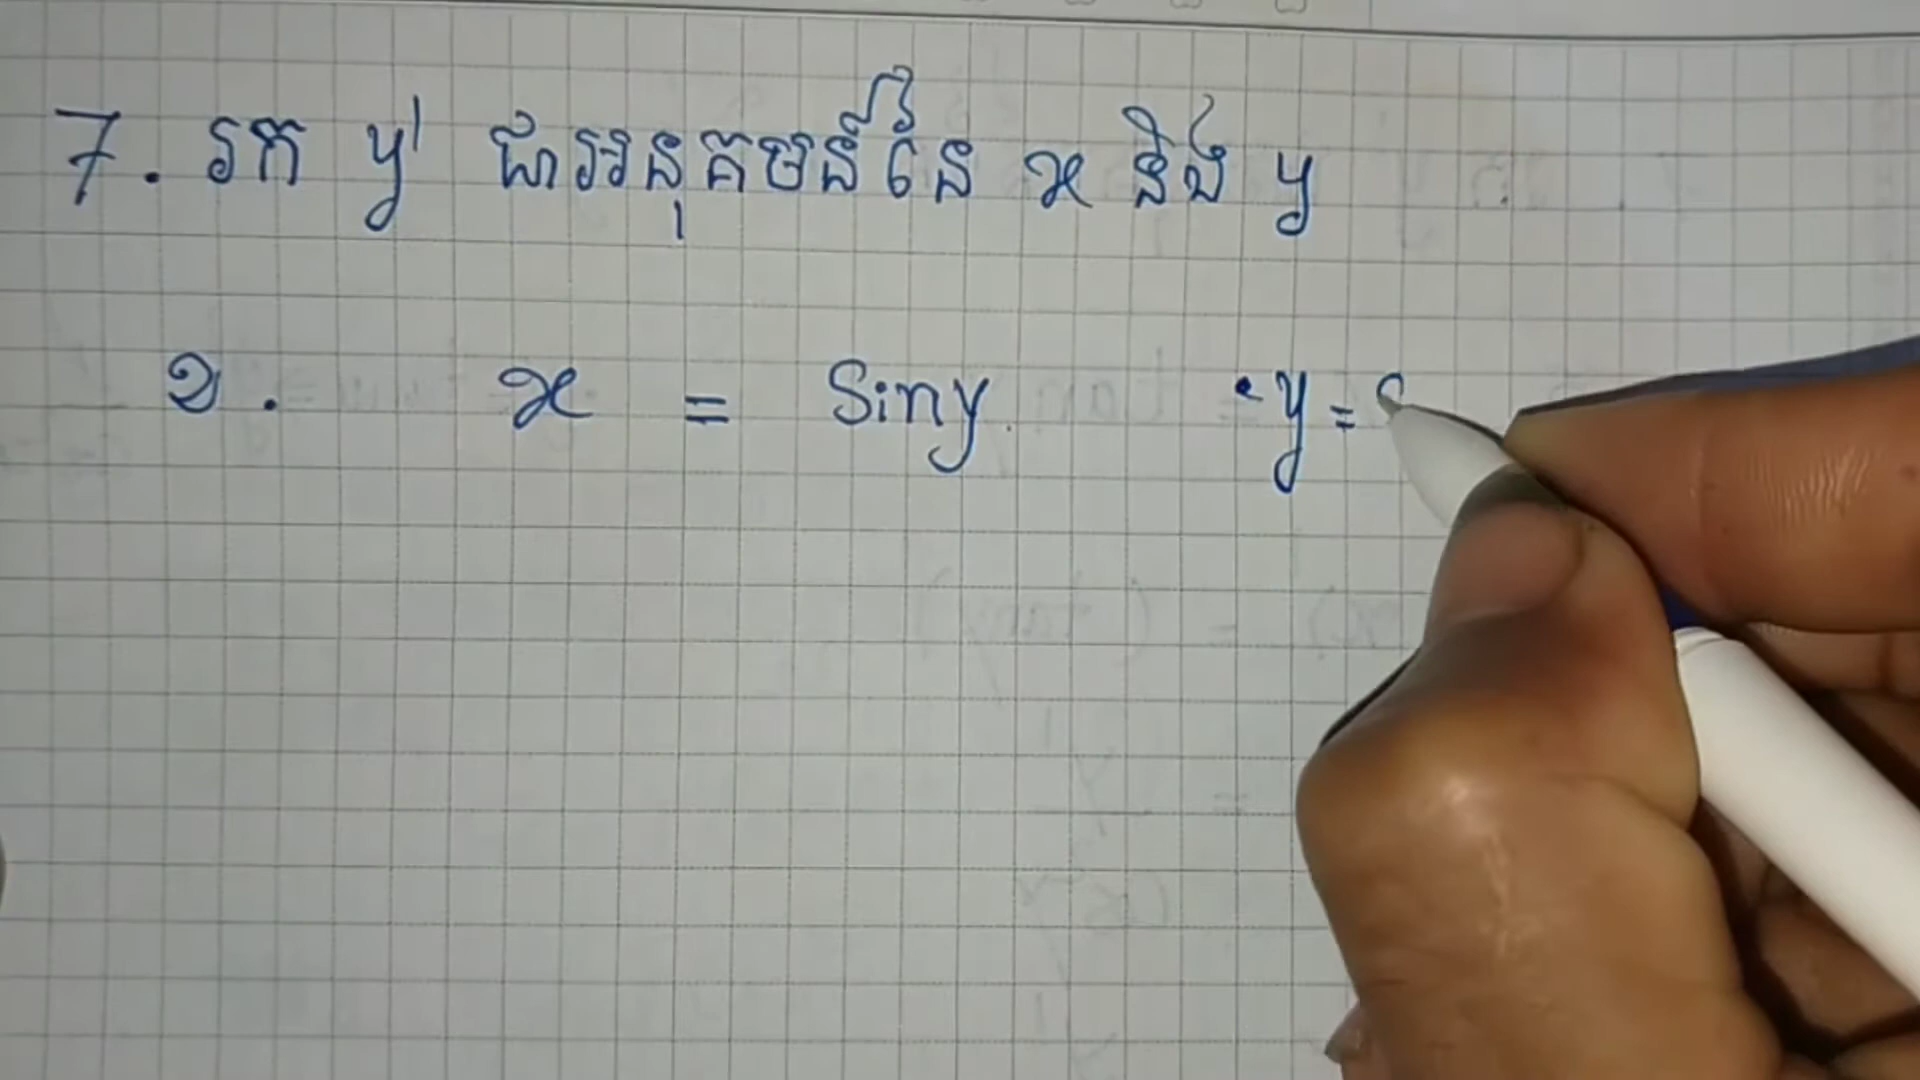 7. រក y' ជាអនុគមន៍នៃ x និង y
ខ. x = Siny •y=